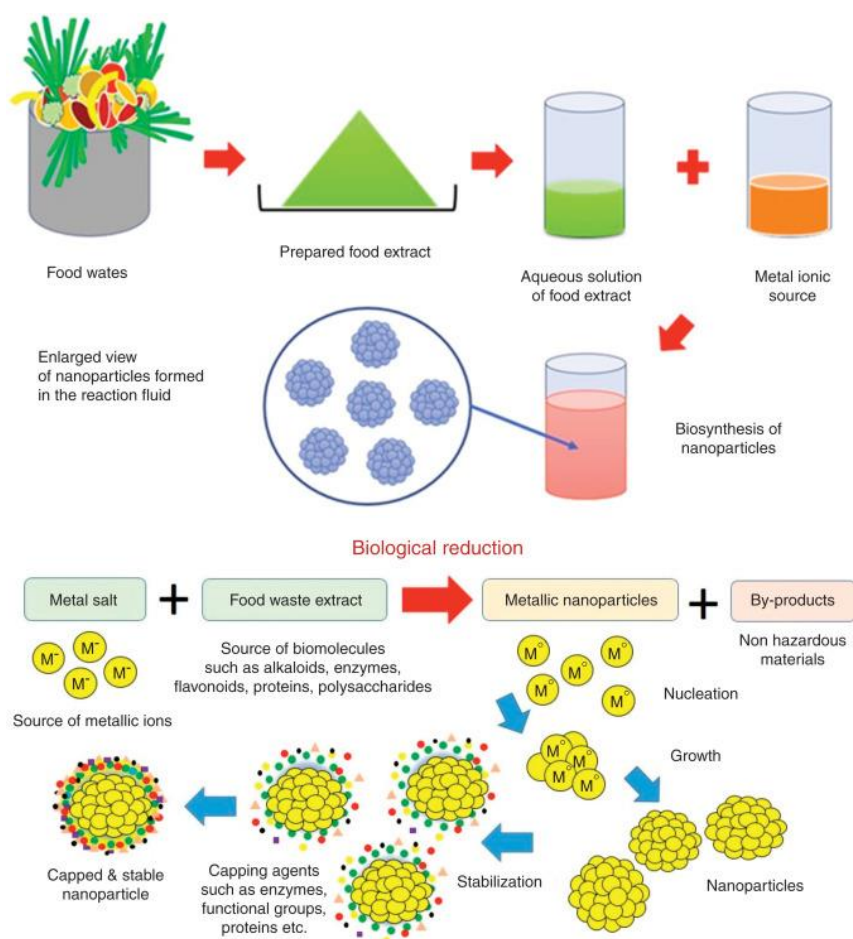 Food wates
Prepared food extract
Aqueous solution
of food extract
Metal ionic
source
Enlarged view
of nanoparticles formed
in the reaction fluid
Biosynthesis of
nanoparticles
Biological reduction
Metal salt
+
Food waste extract
Metallic nanoparticles
+
By-products
M⁻
M⁻
M⁻
M⁻
Source of metallic ions
Source of biomolecules
such as alkaloids, enzymes,
flavonoids, proteins, polysaccharides
M°
M°
M°
M°
M°
Non hazardous
materials
Nucleation
M°
M°
M°
M°
Growth
Nanoparticles
Stabilization
Capping agents
such as enzymes,
functional groups,
proteins etc.
Capped & stable
nanoparticle